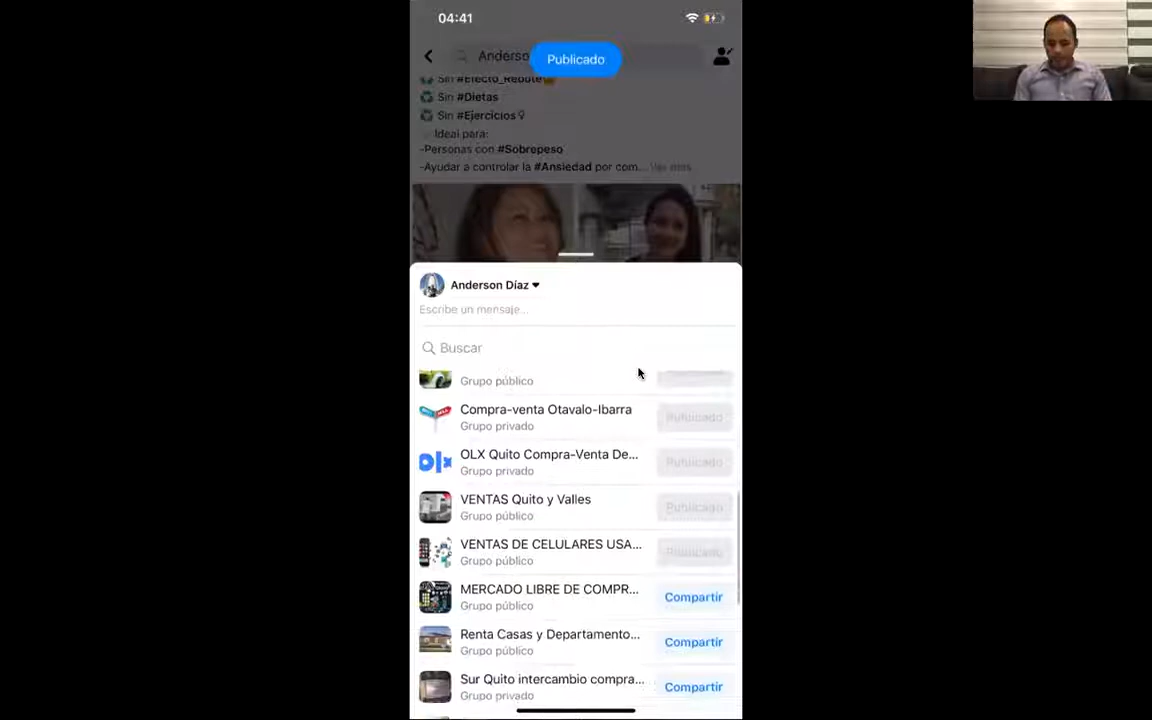 04:41
Anderso
Publicado
Sin #Efecto_Rebote
Sin #Dietas
Sin #Ejercicios
Ideal para:
-Personas con #Sobrepeso
-Ayudar a controlar la #Ansiedad por com... Ver más
Anderson Díaz
Escribe un mensaje...
Buscar
Grupo público
Compra-venta Otavalo-Ibarra
Grupo privado
Publicado
OLX Quito Compra-Venta De...
Grupo privado
Publicado
VENTAS Quito y Valles
Grupo público
Publicado
VENTAS DE CELULARES USA...
Grupo público
Publicado
MERCADO LIBRE DE COMPR...
Grupo público
Compartir
Renta Casas y Departamento...
Grupo público
Compartir
Sur Quito intercambio compra...
Grupo privado
Compartir
olx